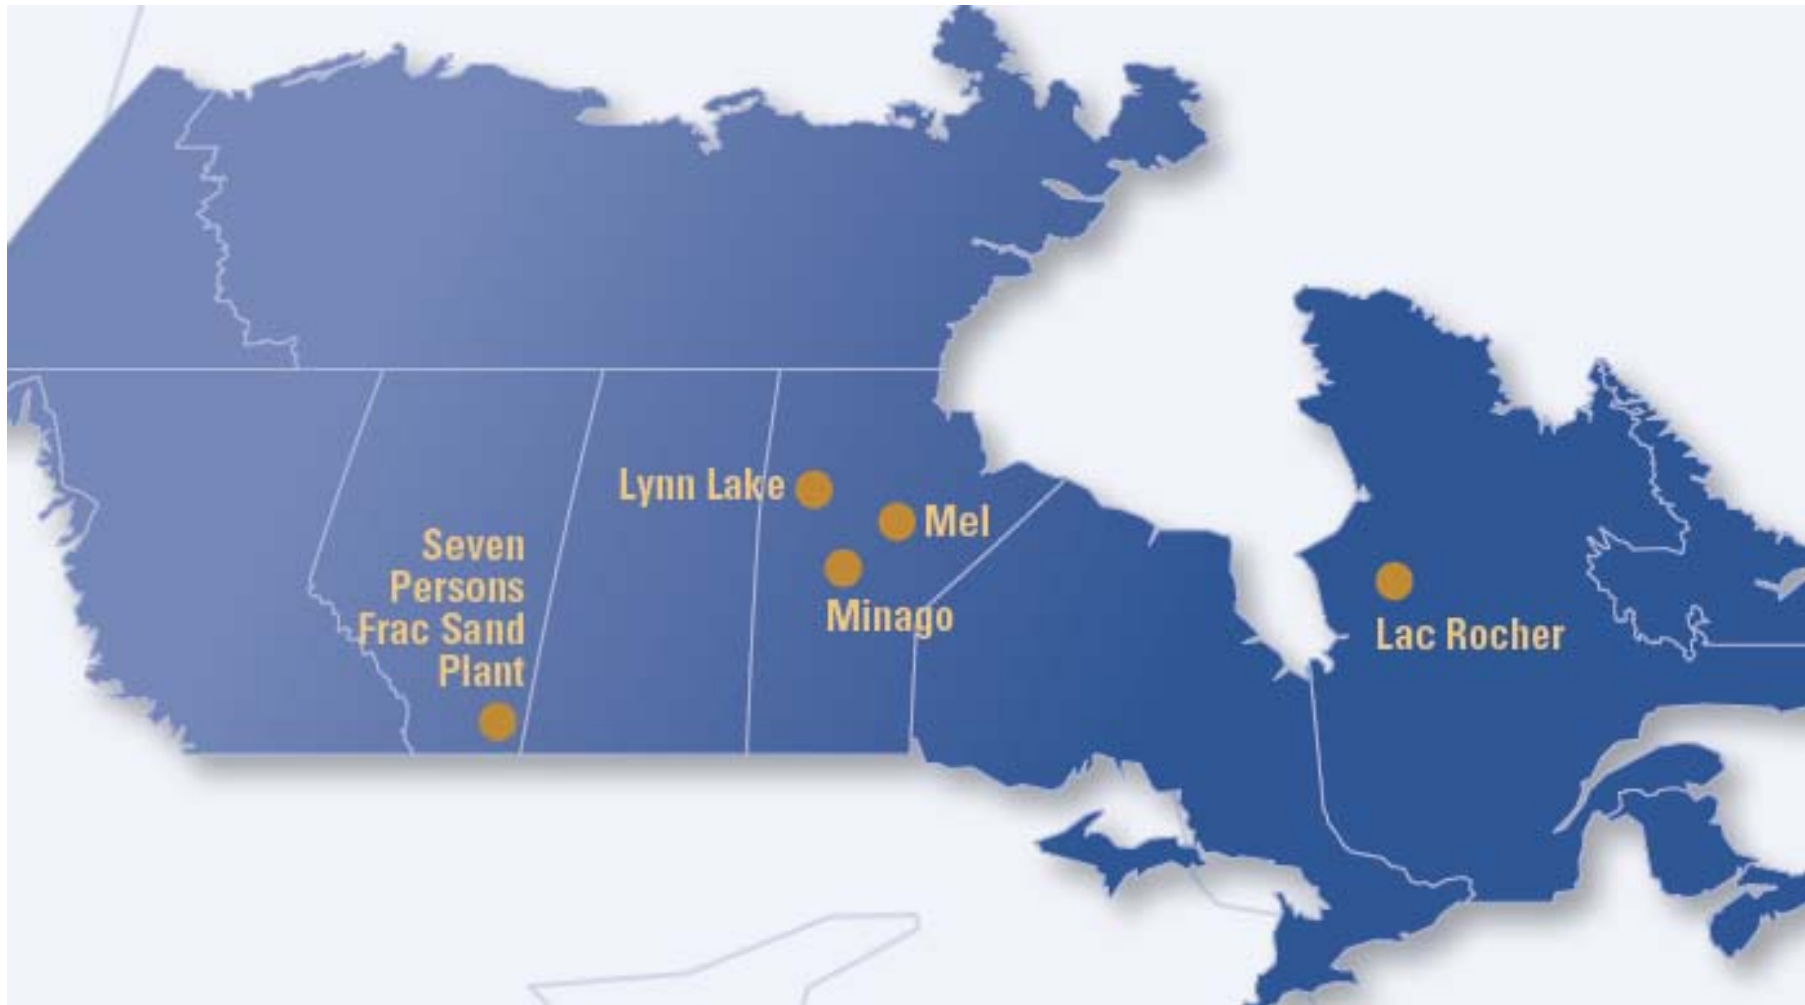 Lynn Lake
Mel
Seven
Persons
Frac Sand
Plant
Minago
Lac Rocher